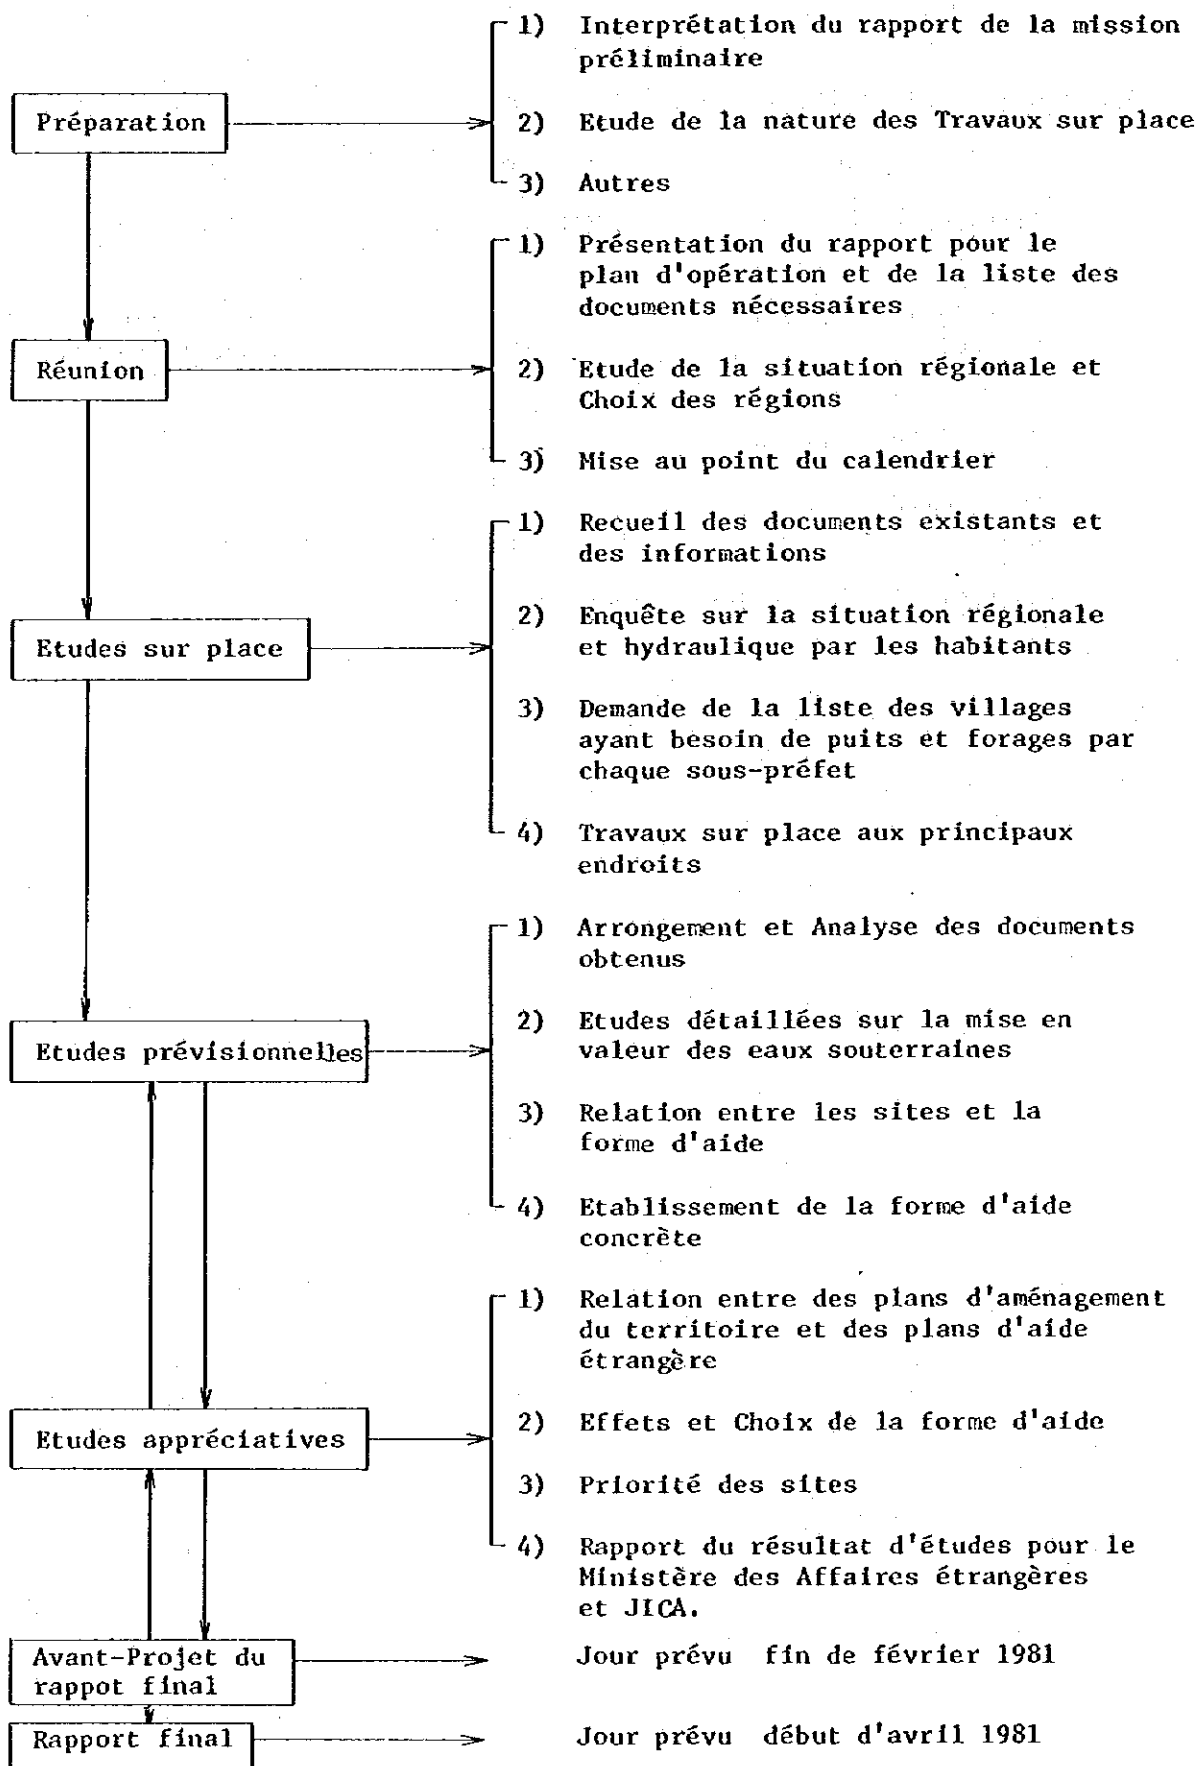 1) Interprétation du rapport de la mission
préliminaire
Préparation
2) Etude de la nature des Travaux sur place
3) Autres
1) Présentation du rapport pour le
plan d'opération et de la liste des
documents nécessaires
Réunion
2) Etude de la situation régionale et
Choix des régions
3) Mise au point du calendrier
1) Recueil des documents existants et
des informations
Etudes sur place
2) Enquête sur la situation régionale
et hydraulique par les habitants
3) Demande de la liste des villages
ayant besoin de puits et forages par
chaque sous-préfet
4) Travaux sur place aux principaux
endroits
1) Arrongement et Analyse des documents
obtenus
Etudes prévisionnelles
2) Etudes détaillées sur la mise en
valeur des eaux souterraines
3) Relation entre les sites et la
forme d'aide
4) Etablissement de la forme d'aide
concrète
1) Relation entre des plans d'aménagement
du territoire et des plans d'aide
étrangère
Etudes appréciatives
2) Effets et Choix de la forme d'aide
3) Priorité des sites
4) Rapport du résultat d'études pour le
Ministère des Affaires étrangères
et JICA.
Avant-Projet du
rappot final
Jour prévu fin de février 1981
Rapport final
Jour prévu début d'avril 1981